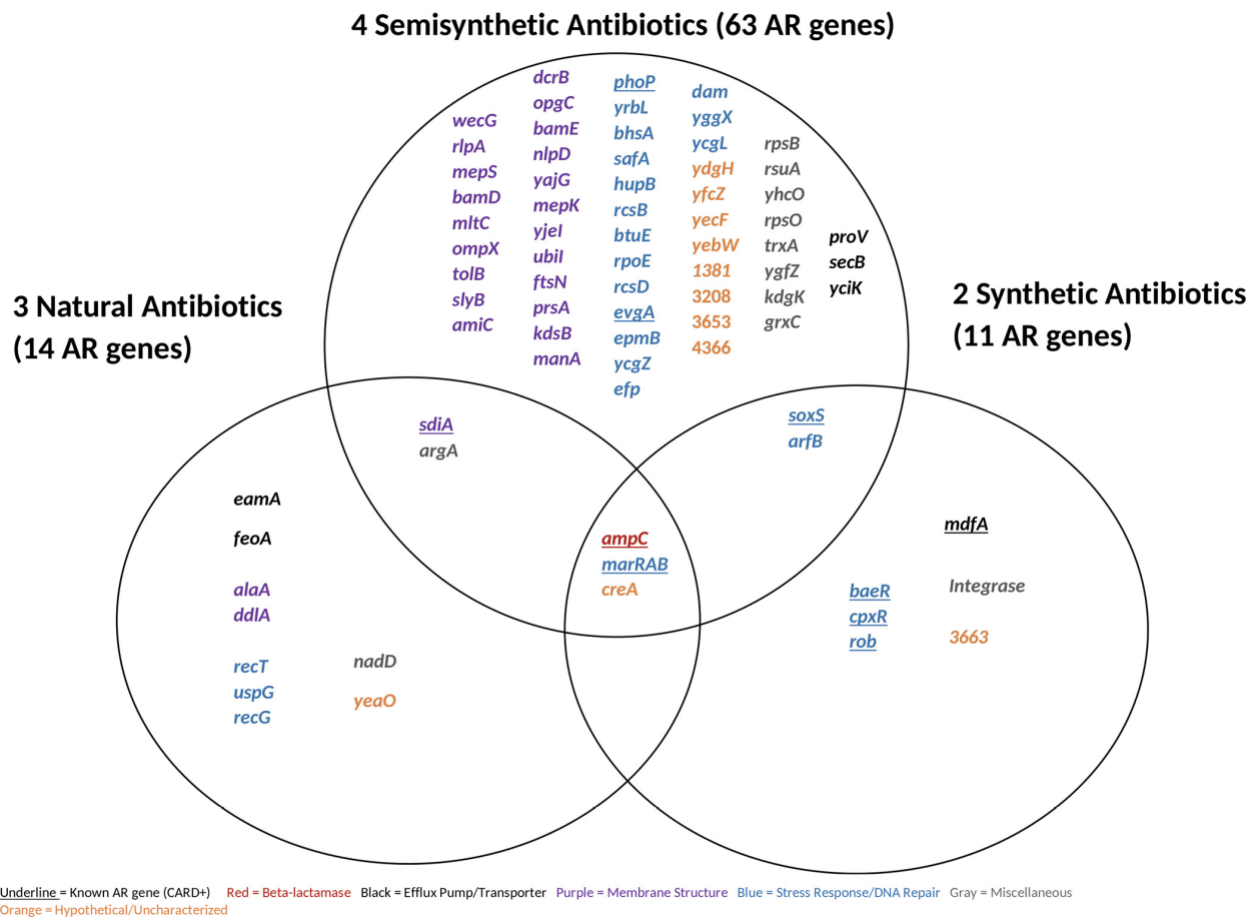 4 Semisynthetic Antibiotics (63 AR genes)
wecG
rlpA
mepS
bamD
mltC
ompX
tolB
slyB
amiC
dcrB
opgC
bamE
nlpD
yajG
mepK
yjeI
ubiI
ftsN
prsA
kdsB
manA
phoP
yrbL
bhsA
safA
hupB
rcsB
btuE
rpoE
rcsD
evgA
epmB
ycgZ
efp
dam
yggX
ycgL
ydgH
yfcZ
yecF
yebW
1381
3208
3653
4366
rpsB
rsuA
yhcO
rpsO
trxA
ygfZ
kdgK
grxC
proV
secB
yciK
3 Natural Antibiotics
(14 AR genes)
2 Synthetic Antibiotics
(11 AR genes)
sdiA
argA
soxS
arfB
ampC
marRAB
creA
eamA
feoA
alaA
ddlA
recT
uspG
recG
nadD
yeaO
mdfA
baeR
cpxR
rob
Integrase
3663
Underline = Known AR gene (CARD+) Red = Beta-lactamase Black = Efflux Pump/Transporter Purple = Membrane Structure Blue = Stress Response/DNA Repair Gray = Miscellaneous
Orange = Hypothetical/Uncharacterized